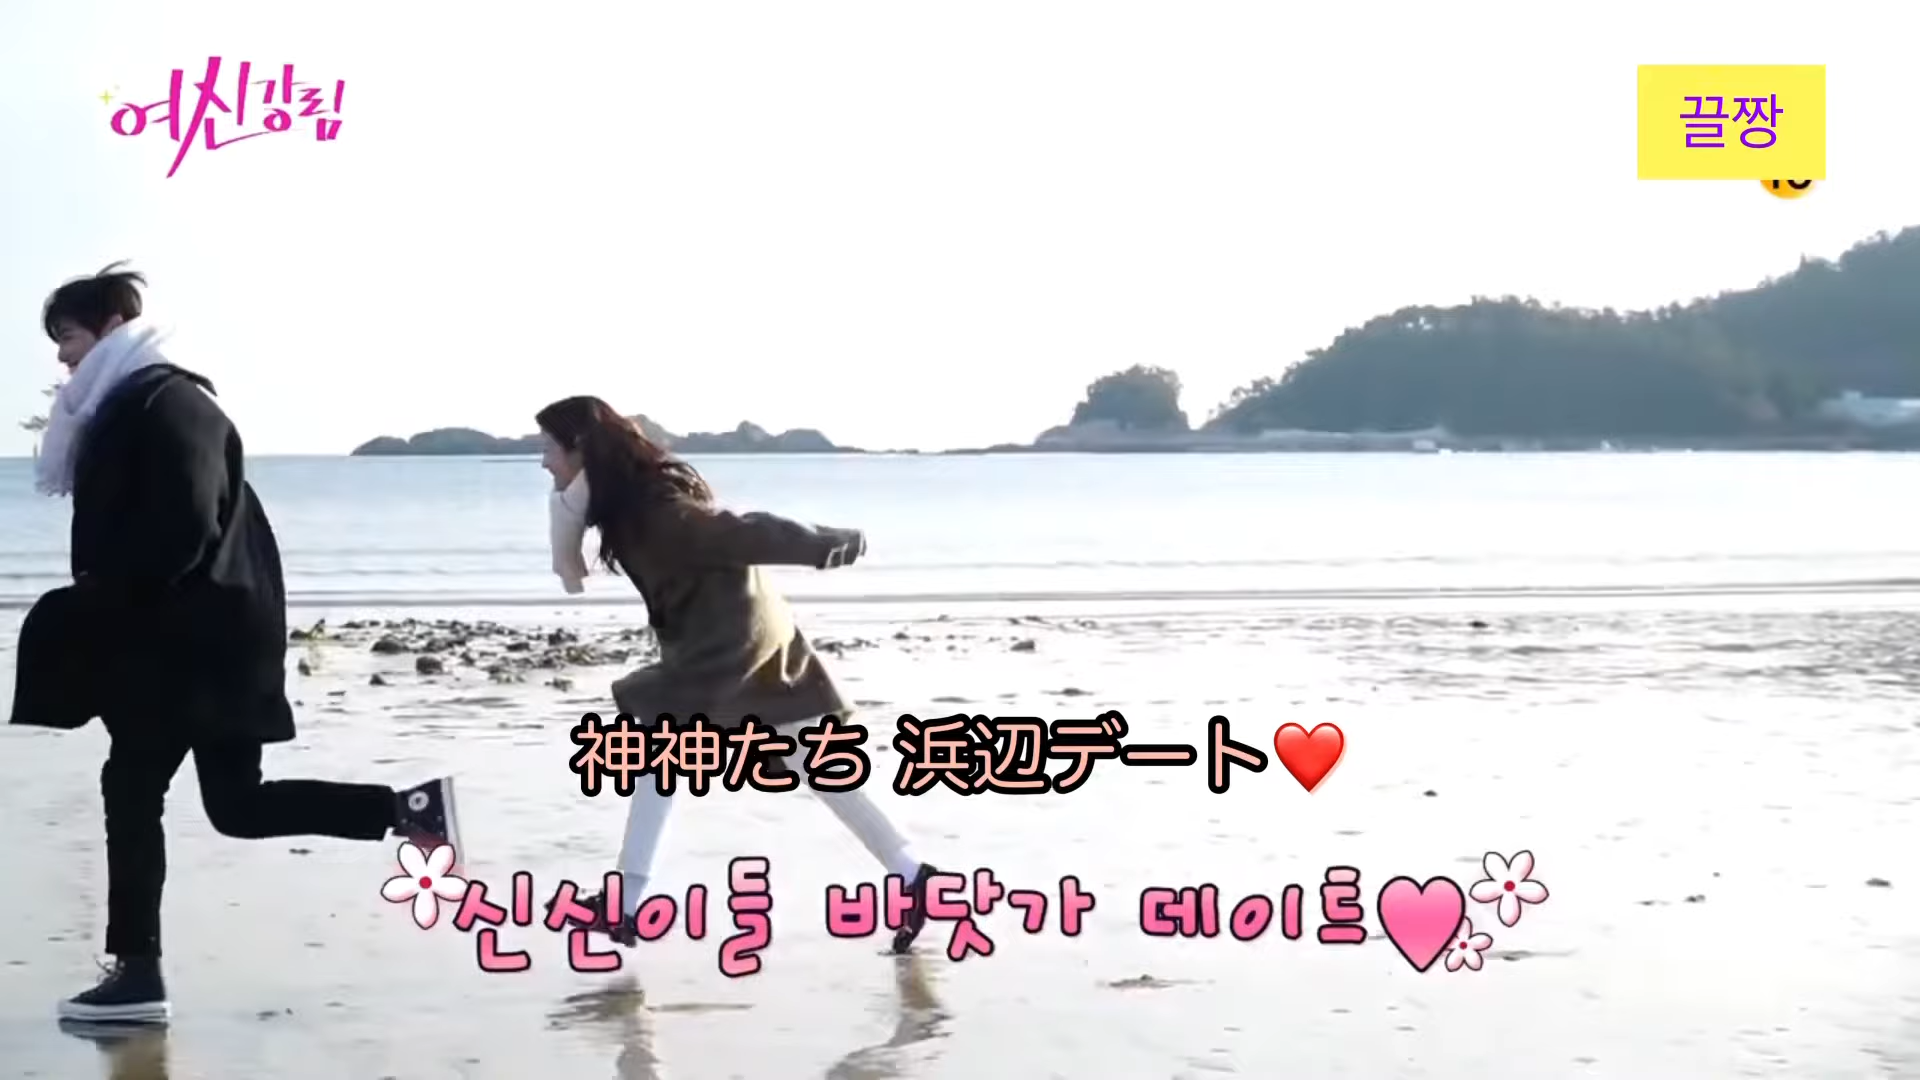 여신강림
끌짱
神神たち 浜辺デート❤️
신신이들 바닷가 데이트